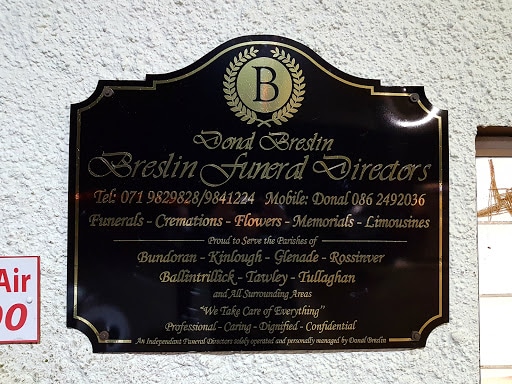 B
Donal Breslin
Breslin Funeral Directors
Tel: 071 9829828/9841224 Mobile: Donal 086 2492036
Funerals - Cremations - Flowers - Memorials - Limousines
Proud to Serve the Parishes of
Bundoran - Kinlough - Glenade - Rossinver
Ballintrillick - Tawley - Tullaghan
and All Surrounding Areas
"We Take Care of Everything"
Professional - Caring - Dignified - Confidential
An Independent Funeral Directors solely operated and personally managed by Donal Breslin
Air
00